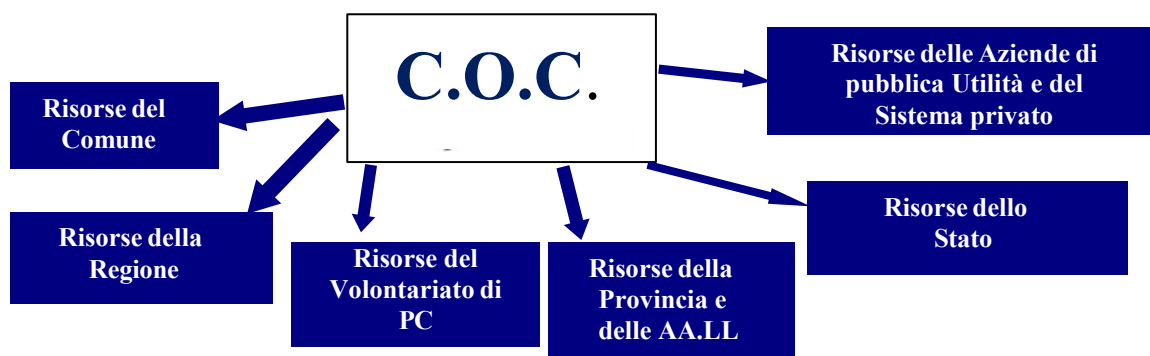 C.O.C.
Risorse delle Aziende di
pubblica Utilità e del
Sistema privato
Risorse del
Comune
Risorse della
Regione
Risorse del
Volontariato di
PC
Risorse della
Provincia e
delle AA.LL
Risorse dello
Stato